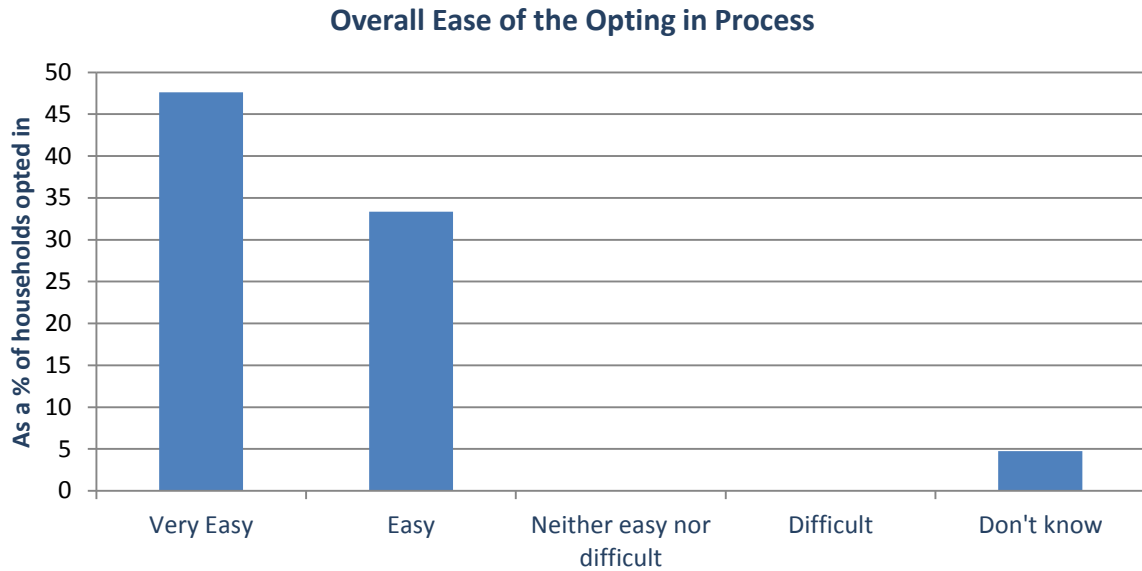 Overall Ease of the Opting in Process
As a % of households opted in
50
45
40
35
30
25
20
15
10
5
0
Very Easy
Easy
Neither easy nor
difficult
Difficult
Don't know